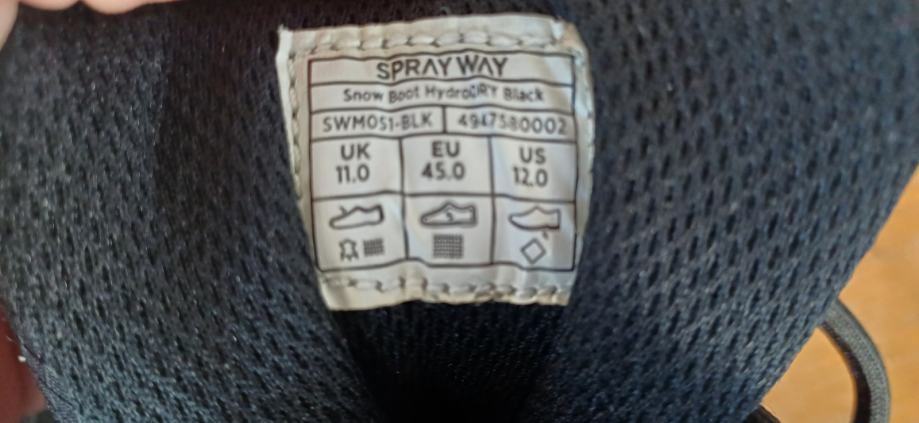 SPRAYWAY
Snow Boot HydroDRY Black
SWM051-BLK 4947580002
UK EU US
11.0 45.0 12.0